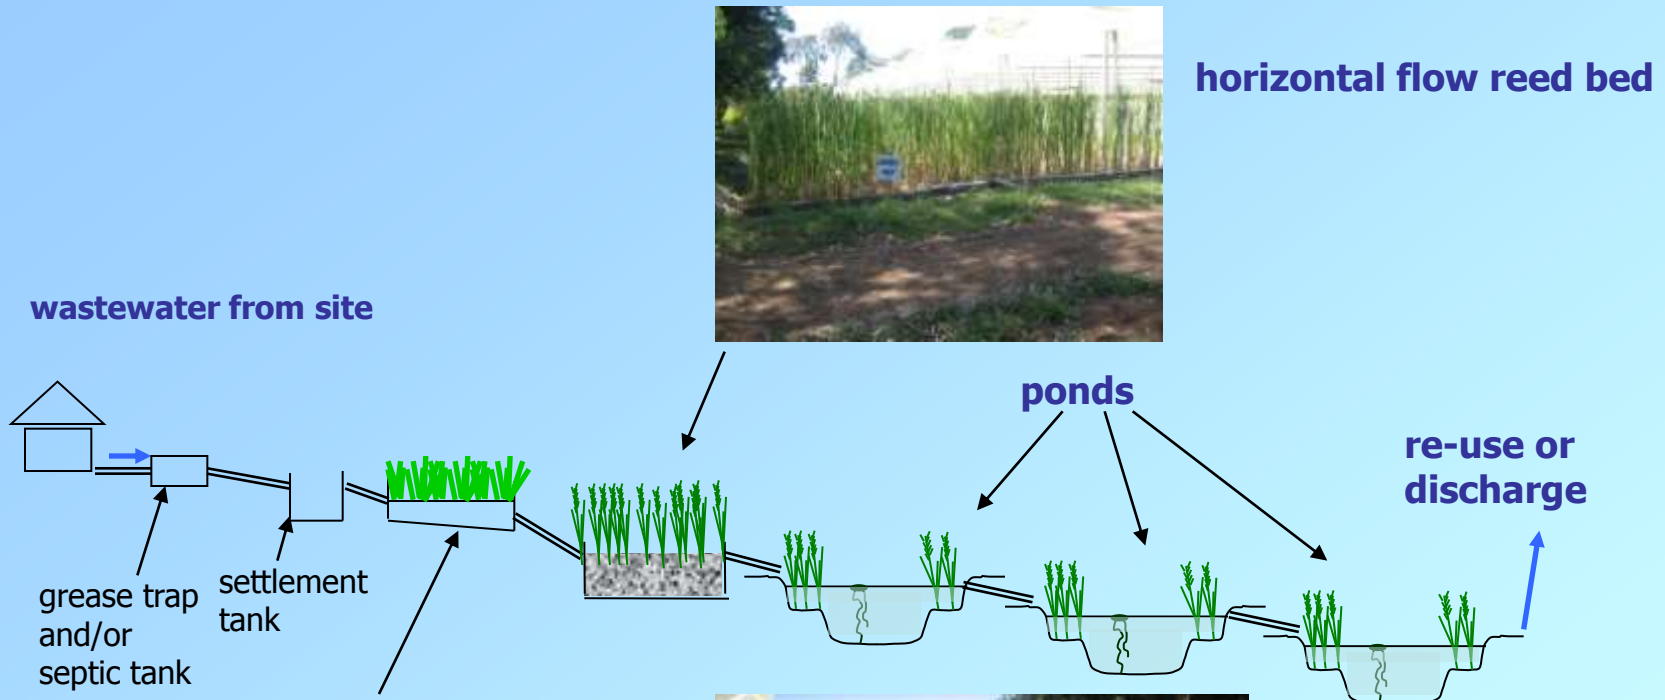 horizontal flow reed bed
wastewater from site
ponds
re-use or
discharge
grease trap
and/or
septic tank
settlement
tank